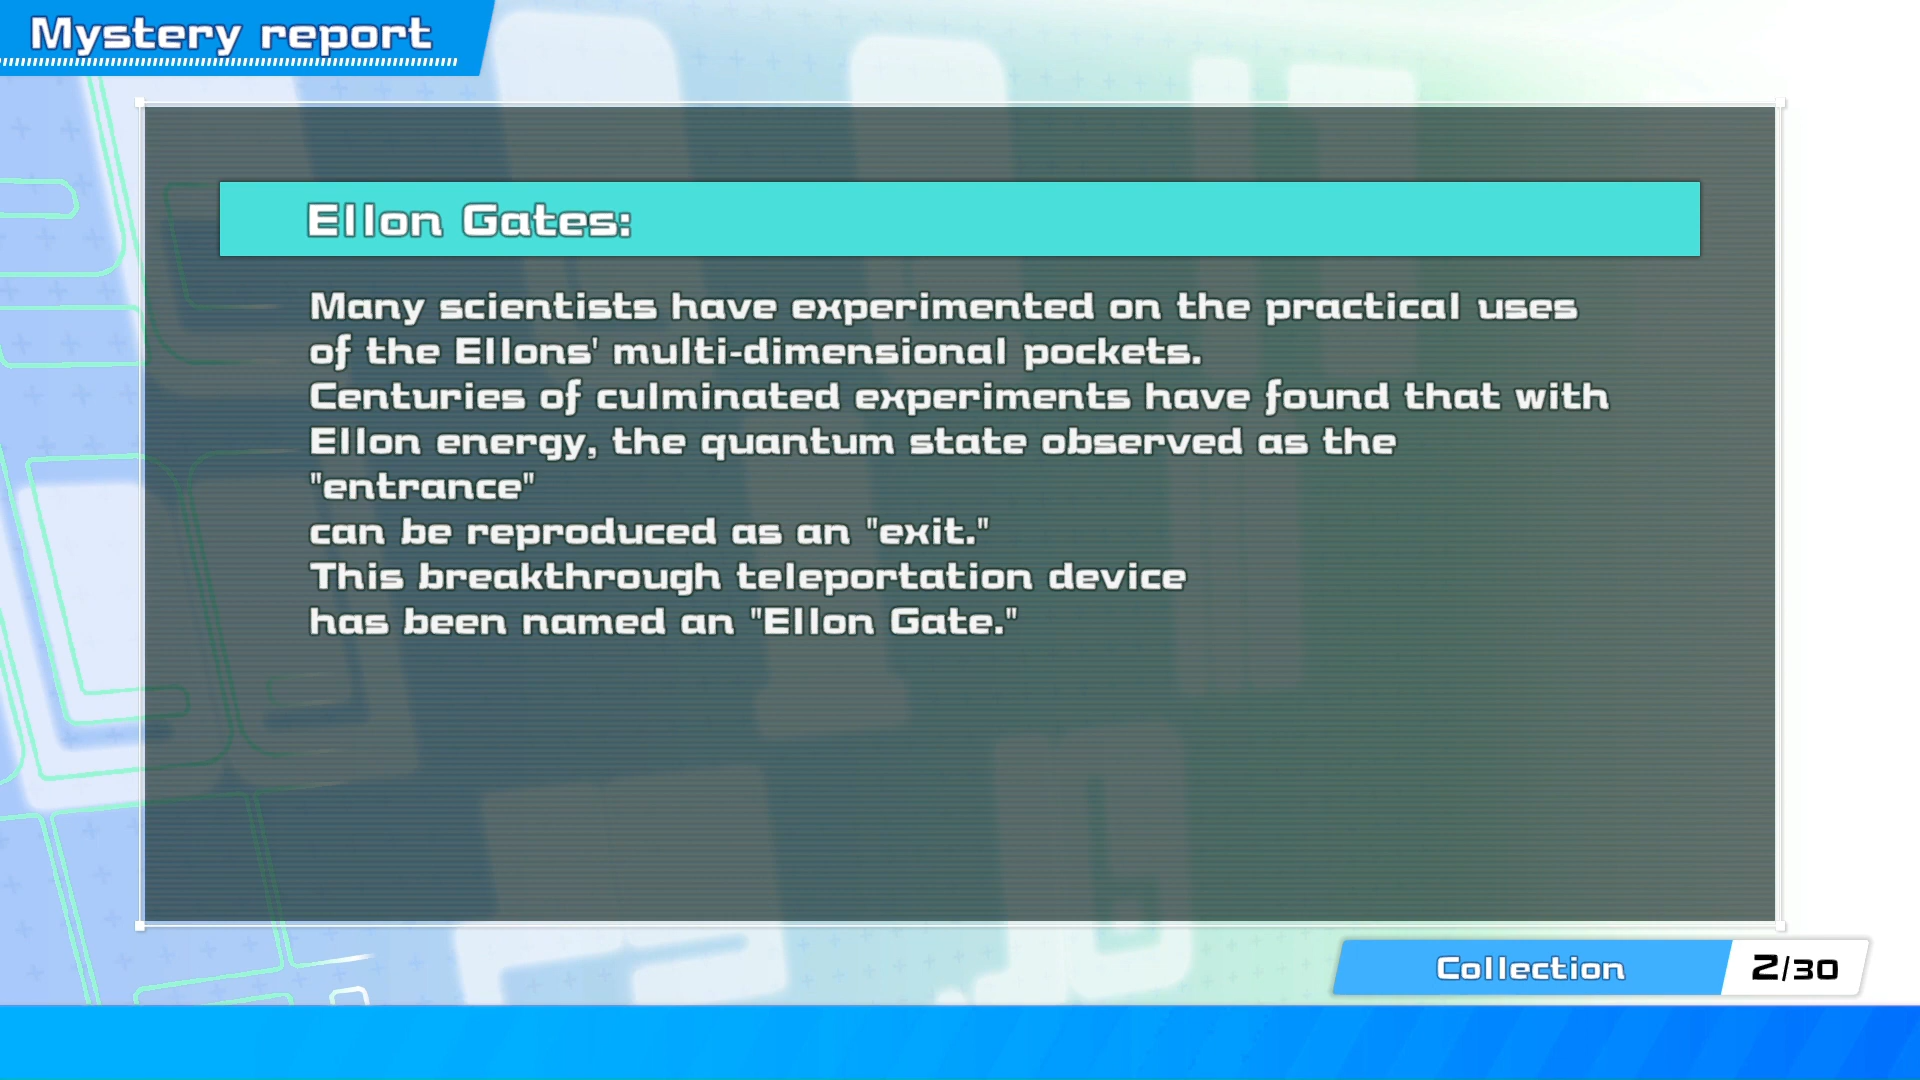 Mystery report
Ellon Gates:
Many scientists have experimented on the practical uses
of the Ellons' multi-dimensional pockets.
Centuries of culminated experiments have found that with
Ellon energy, the quantum state observed as the
"entrance"
can be reproduced as an "exit."
This breakthrough teleportation device
has been named an "Ellon Gate."
Collection 2/30